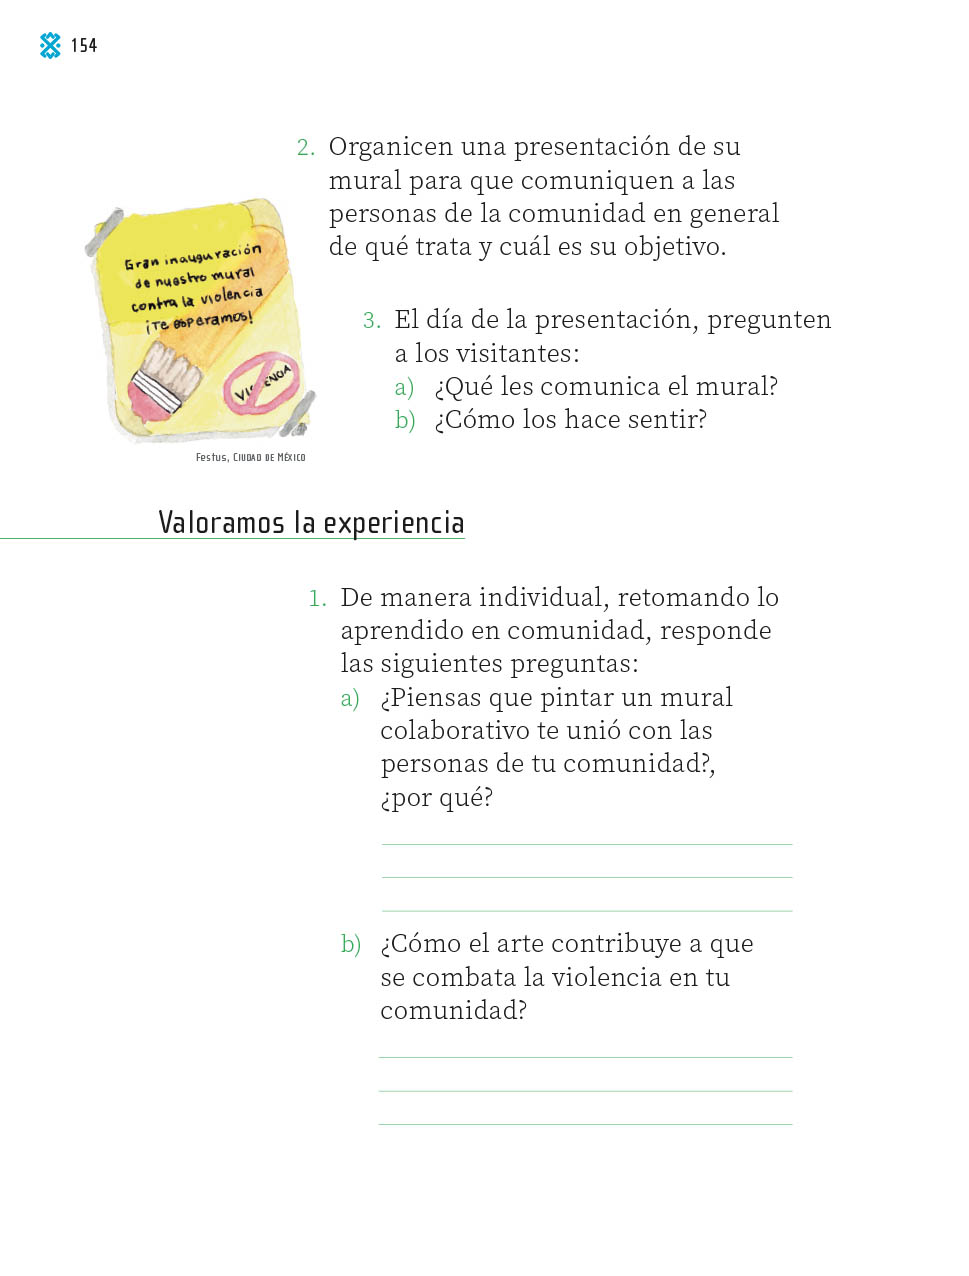 154
2. Organicen una presentación de su
mural para que comuniquen a las
personas de la comunidad en general
de qué trata y cuál es su objetivo.
Gran inauguración
de nuestro mural
contra la violencia
¡Te esperamos!
VIOLENCIA
Festus, CIUDAD DE MÉXICO
3. El día de la presentación, pregunten
a los visitantes:
a) ¿Qué les comunica el mural?
b) ¿Cómo los hace sentir?
Valoramos la experiencia
1. De manera individual, retomando lo
aprendido en comunidad, responde
las siguientes preguntas:
a) ¿Piensas que pintar un mural
colaborativo te unió con las
personas de tu comunidad?,
¿por qué?
b) ¿Cómo el arte contribuye a que
se combata la violencia en tu
comunidad?